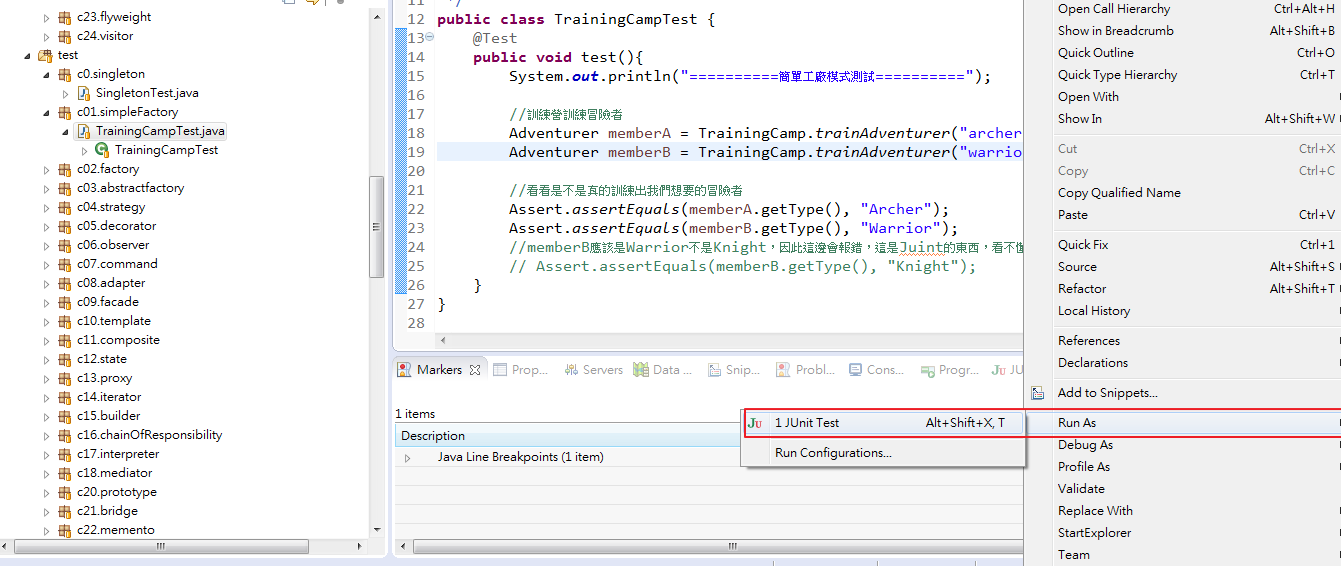 c23.flyweight
c24.visitor
test
c0.singleton
SingletonTest.java
c01.simpleFactory
TrainingCampTest.java
TrainingCampTest
c02.factory
c03.abstractfactory
c04.strategy
c05.decorator
c06.observer
c07.command
c08.adapter
c09.facade
c10.template
c11.composite
c12.state
c13.proxy
c14.iterator
c15.builder
c16.chainOfResponsibility
c17.interpreter
c18.mediator
c20.prototype
c21.bridge
c22.memento
11 */
12 public class TrainingCampTest {
13 @Test
14 public void test(){
15 System.out.println("==========簡單工廠模式測試==========");
16
17 //訓練營訓練冒險者
18 Adventurer memberA = TrainingCamp.trainAdventurer("archer
19 Adventurer memberB = TrainingCamp.trainAdventurer("warrio
20
21 //看看是不是真的訓練出我們想要的冒險者
22 Assert.assertEquals(memberA.getType(), "Archer");
23 Assert.assertEquals(memberB.getType(), "Warrior");
24 //memberB應該是Warrior不是Knight，因此這邊會報錯，這是Juint的東西，看不懂
25 // Assert.assertEquals(memberB.getType(), "Knight");
26 }
27 }
28
Markers Prop... Servers Data ... Snip... Probl... Cons... Progr... JU JU
1 items
Description
Java Line Breakpoints (1 item)
JU 1 JUnit Test Alt+Shift+X, T
Run Configurations...
Open Call Hierarchy Ctrl+Alt+H
Show in Breadcrumb Alt+Shift+B
Quick Outline Ctrl+O
Quick Type Hierarchy Ctrl+T
Open With
Show In Alt+Shift+W
Cut Ctrl+X
Copy Ctrl+C
Copy Qualified Name
Paste Ctrl+V
Quick Fix Ctrl+1
Source Alt+Shift+S
Refactor Alt+Shift+T
Local History
References
Declarations
Add to Snippets...
Run As
Debug As
Profile As
Validate
Replace With
StartExplorer
Team